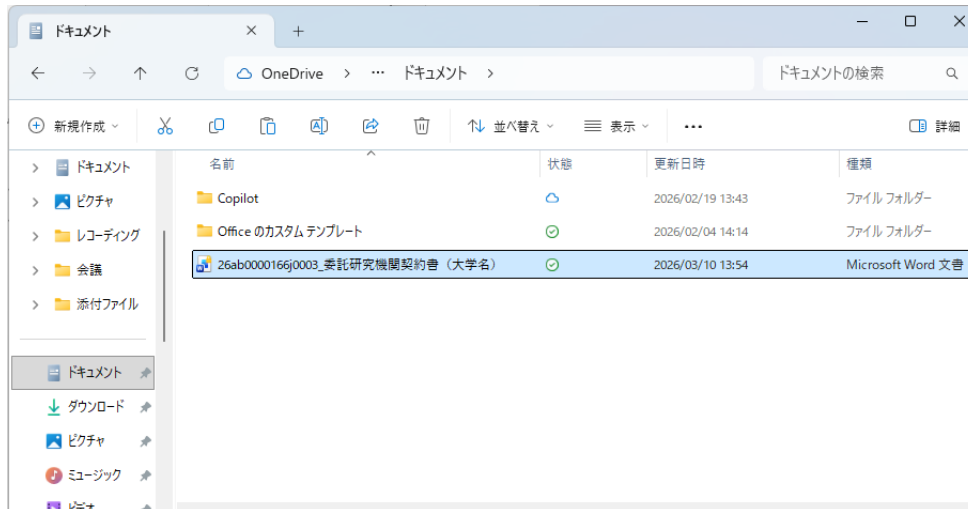 ドキュメント
OneDrive > … ドキュメント >
ドキュメントの検索
新規作成
並べ替え
表示
…
詳細
名前 状態 更新日時 種類
Copilot 2026/02/19 13:43 ファイル フォルダー
Office のカスタム テンプレート 2026/02/04 14:14 ファイル フォルダー
26ab0000166j0003_委託研究機関契約書（大学名） 2026/03/10 13:54 Microsoft Word 文書
ドキュメント
ピクチャ
レコーディング
会議
添付ファイル
ドキュメント
ダウンロード
ピクチャ
ミュージック
ビデオ